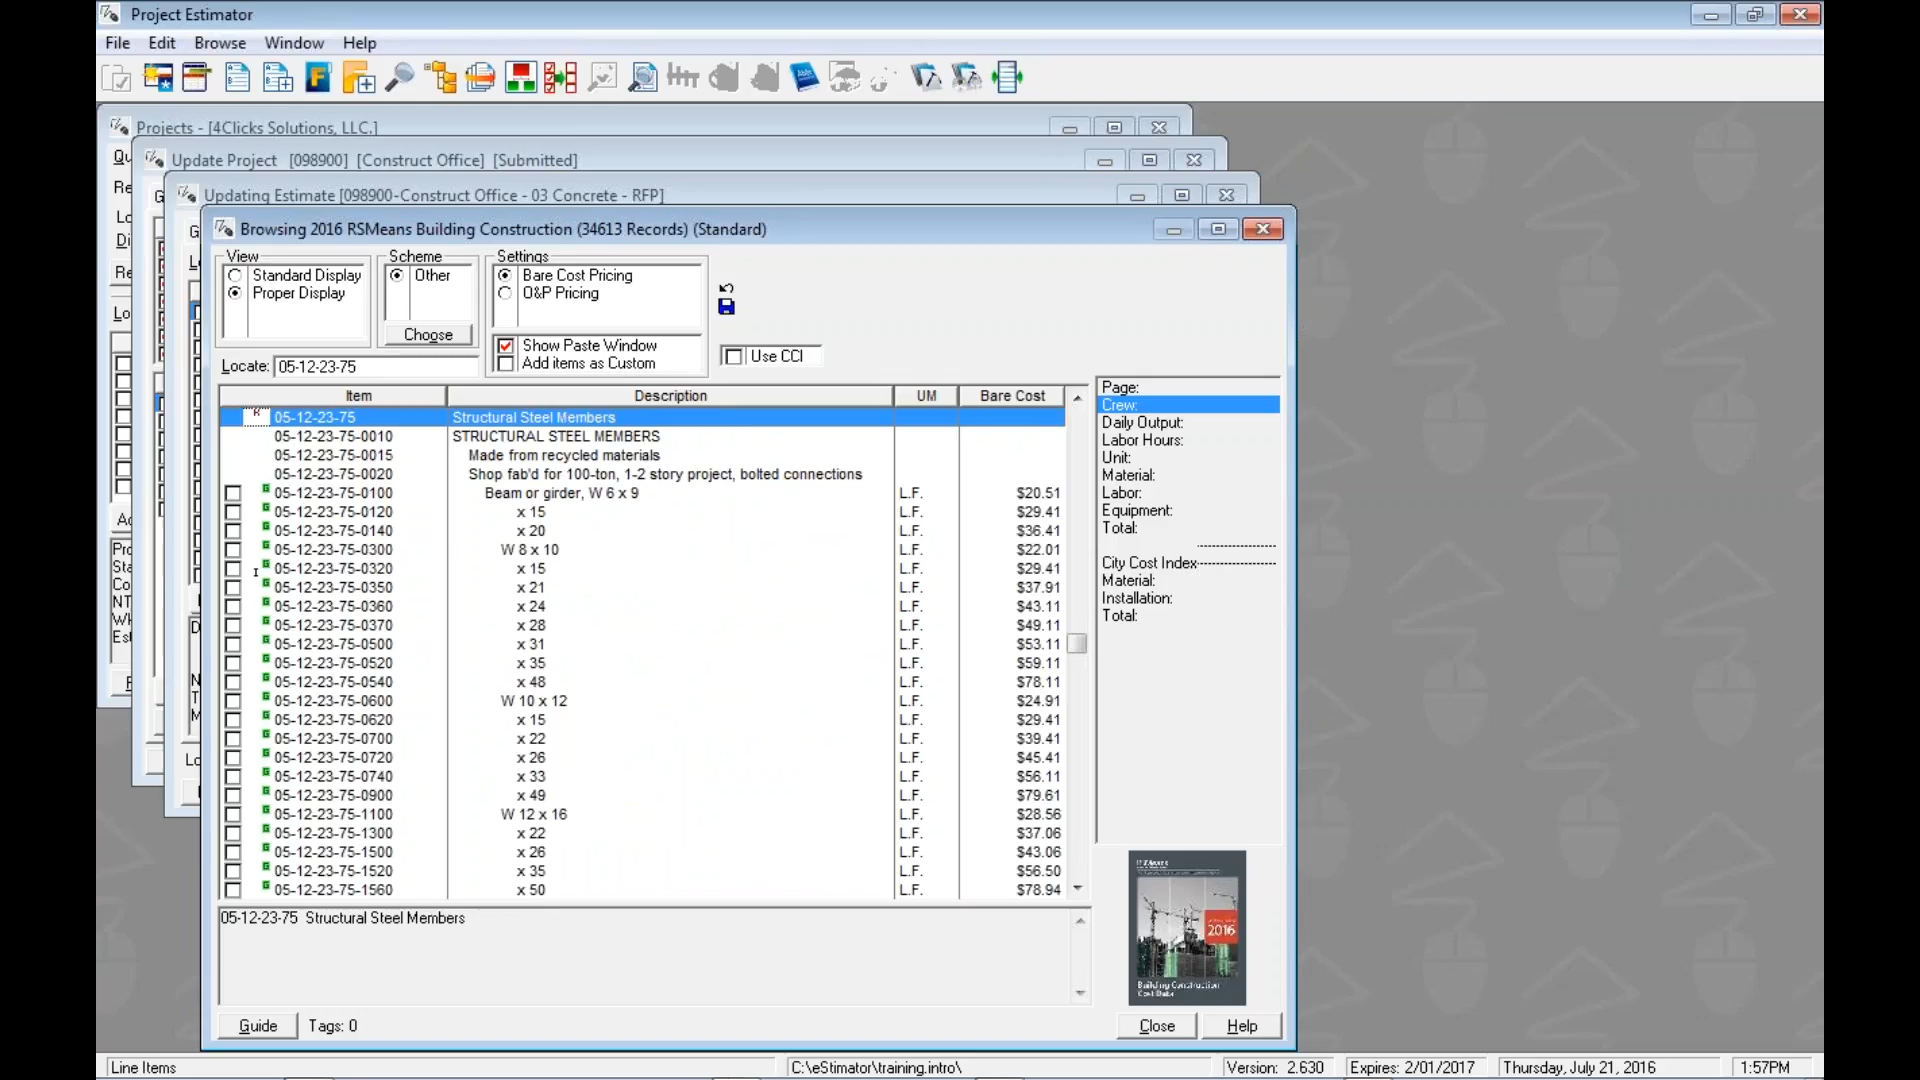 Project Estimator
File Edit Browse Window Help
Projects - [4Clicks Solutions, LLC.]
Update Project [098900] [Construct Office] [Submitted]
Updating Estimate [098900-Construct Office - 03 Concrete - RFP]
Browsing 2016 RSMeans Building Construction (34613 Records) (Standard)
View
Standard Display
Proper Display
Scheme
Other
Choose
Settings
Bare Cost Pricing
O&P Pricing
Show Paste Window
Add items as Custom
Use CCI
Locate: 05-12-23-75
Item Description UM Bare Cost
05-12-23-75 Structural Steel Members
05-12-23-75-0010 STRUCTURAL STEEL MEMBERS
05-12-23-75-0015 Made from recycled materials
05-12-23-75-0020 Shop fab'd for 100-ton, 1-2 story project, bolted connections
05-12-23-75-0100 Beam or girder, W 6 x 9 L.F. $20.51
05-12-23-75-0120 x 15 L.F. $29.41
05-12-23-75-0140 x 20 L.F. $36.41
05-12-23-75-0300 W 8 x 10 L.F. $22.01
05-12-23-75-0320 x 15 L.F. $29.41
05-12-23-75-0350 x 21 L.F. $37.91
05-12-23-75-0360 x 24 L.F. $43.11
05-12-23-75-0370 x 28 L.F. $49.11
05-12-23-75-0500 x 31 L.F. $53.11
05-12-23-75-0520 x 35 L.F. $59.11
05-12-23-75-0540 x 48 L.F. $78.11
05-12-23-75-0600 W 10 x 12 L.F. $24.91
05-12-23-75-0620 x 15 L.F. $29.41
05-12-23-75-0700 x 22 L.F. $39.41
05-12-23-75-0720 x 26 L.F. $45.41
05-12-23-75-0740 x 33 L.F. $56.11
05-12-23-75-0900 x 49 L.F. $79.61
05-12-23-75-1100 W 12 x 16 L.F. $28.56
05-12-23-75-1300 x 22 L.F. $37.06
05-12-23-75-1500 x 26 L.F. $43.06
05-12-23-75-1520 x 35 L.F. $56.50
05-12-23-75-1560 x 50 L.F. $78.94
Page:
Crew:
Daily Output:
Labor Hours:
Unit:
Material:
Labor:
Equipment:
Total:
City Cost Index
Material:
Installation:
Total:
2016
Building Construction
Cost Data
05-12-23-75 Structural Steel Members
Guide Tags: 0 Close Help
Line Items C:\eStimator\training.intro\ Version: 2.630 Expires: 2/01/2017 Thursday, July 21, 2016 1:57PM